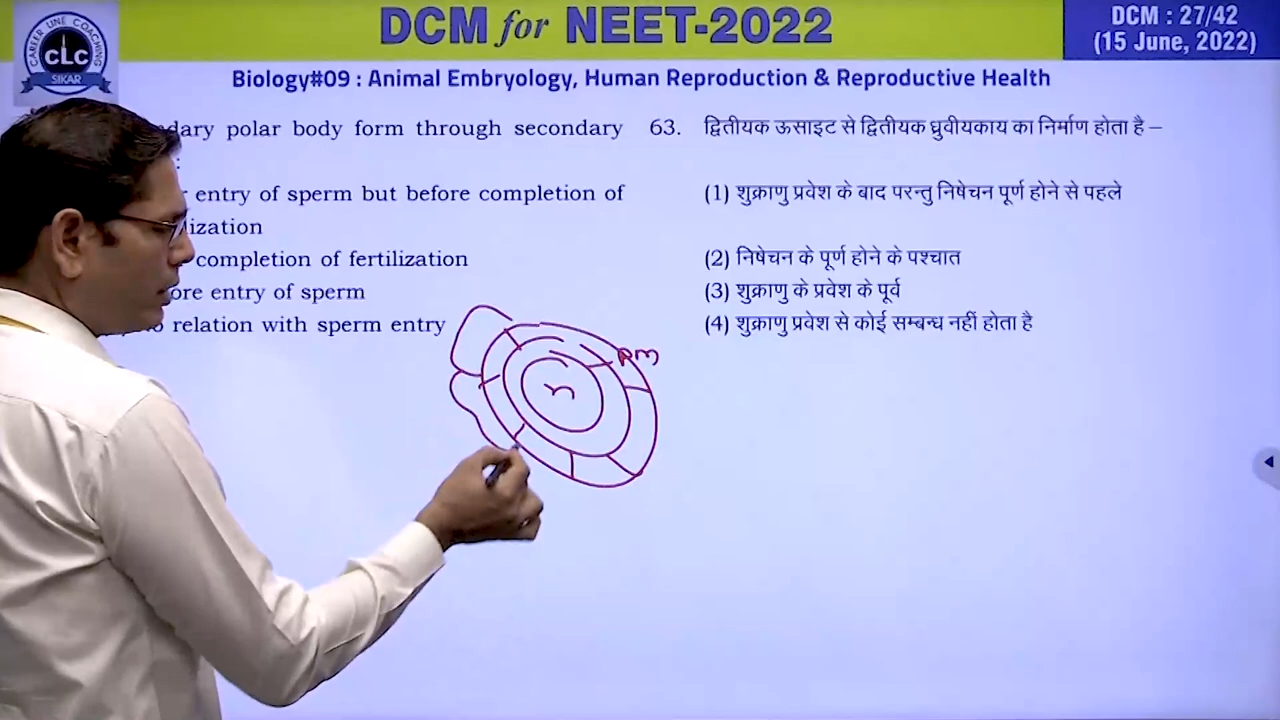 DCM for NEET-2022
DCM : 27/42
(15 June, 2022)
CAREER LINE COACHING
CLC
SIKAR
Biology#09 : Animal Embryology, Human Reproduction & Reproductive Health
polar body form through secondary
:
entry of sperm but before completion of
completion of fertilization
entry of sperm
relation with sperm entry
63. द्वितीयक ऊसाइट से द्वितीयक ध्रुवीयकाय का निर्माण होता है –
(1) शुक्राणु प्रवेश के बाद परन्तु निषेचन पूर्ण होने से पहले
(2) निषेचन के पूर्ण होने के पश्चात
(3) शुक्राणु के प्रवेश के पूर्व
(4) शुक्राणु प्रवेश से कोई सम्बन्ध नहीं होता है
n